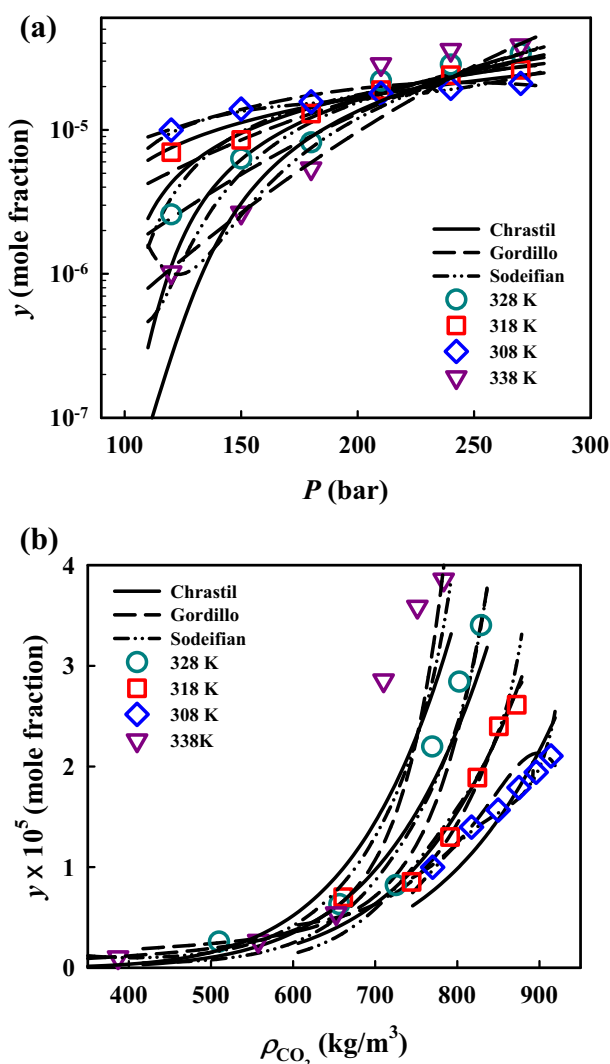 (a)
y (mole fraction)
10⁻⁵
10⁻⁶
10⁻⁷
Chrastil
Gordillo
Sodeifian
328 K
318 K
308 K
338 K
100 150 200 250 300
P (bar)
(b)
y x 10⁵ (mole fraction)
4
3
2
1
0
Chrastil
Gordillo
Sodeifian
328 K
318 K
308 K
338K
400 500 600 700 800 900
ρCO₂ (kg/m³)